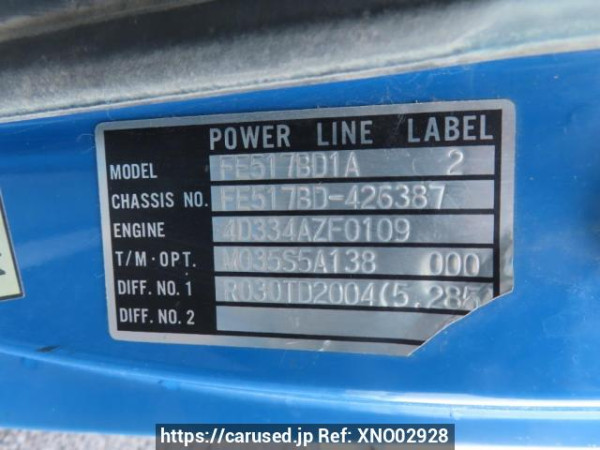 POWER LINE LABEL
MODEL FE517BD1A 2
CHASSIS NO. FE517BD-426387
ENGINE 4D334AZF0109
T/M·OPT. M035S5A138 000
DIFF. NO. 1 R030TD2004(5.285
DIFF. NO. 2
https://carused.jp Ref: XNO02928